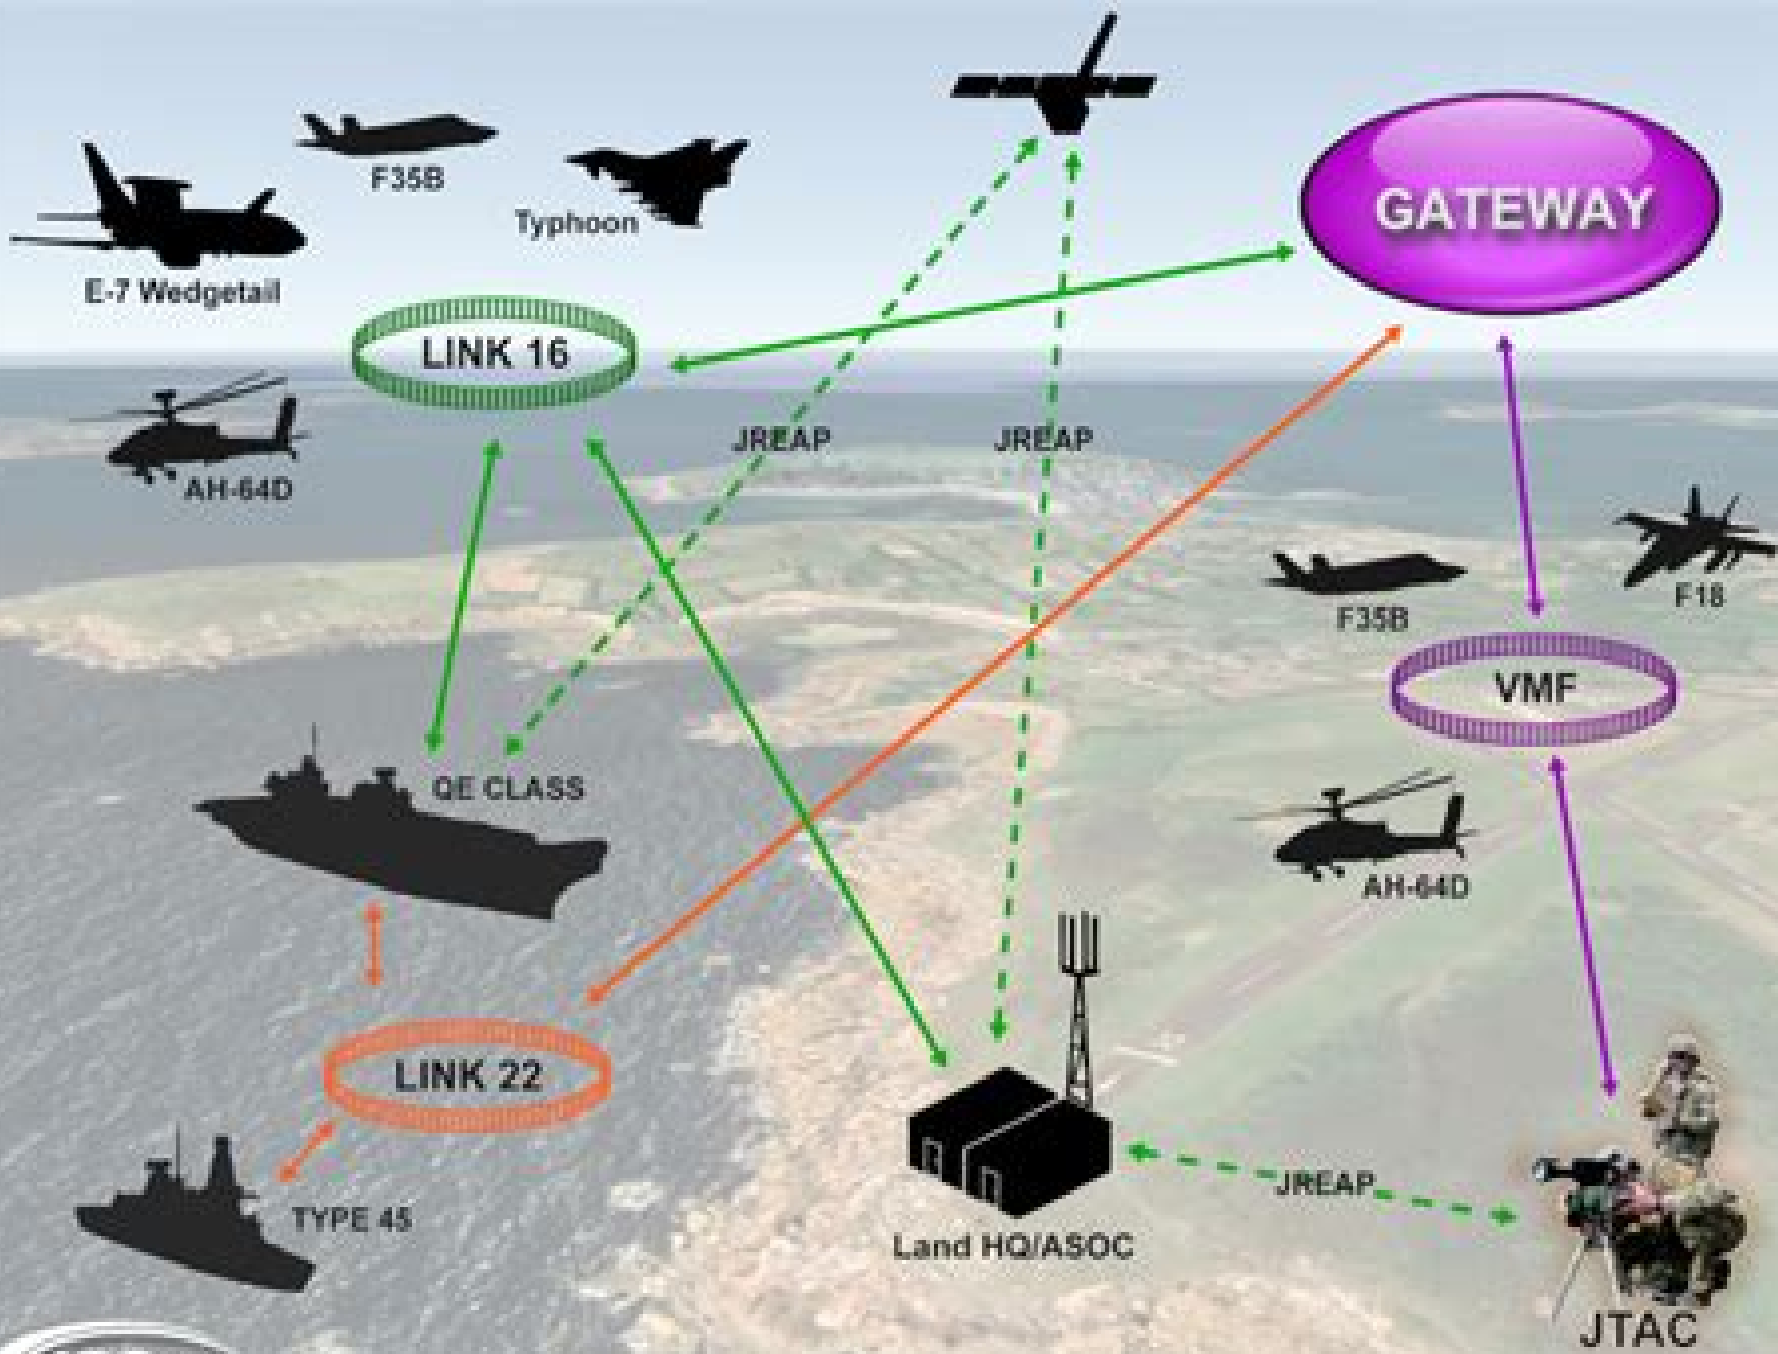 F35B
Typhoon
E-7 Wedgetail
GATEWAY
LINK 16
AH-64D
JREAP
JREAP
F35B
F18
VMF
QE CLASS
AH-64D
LINK 22
TYPE 45
JREAP
Land HQ/ASOC
JTAC